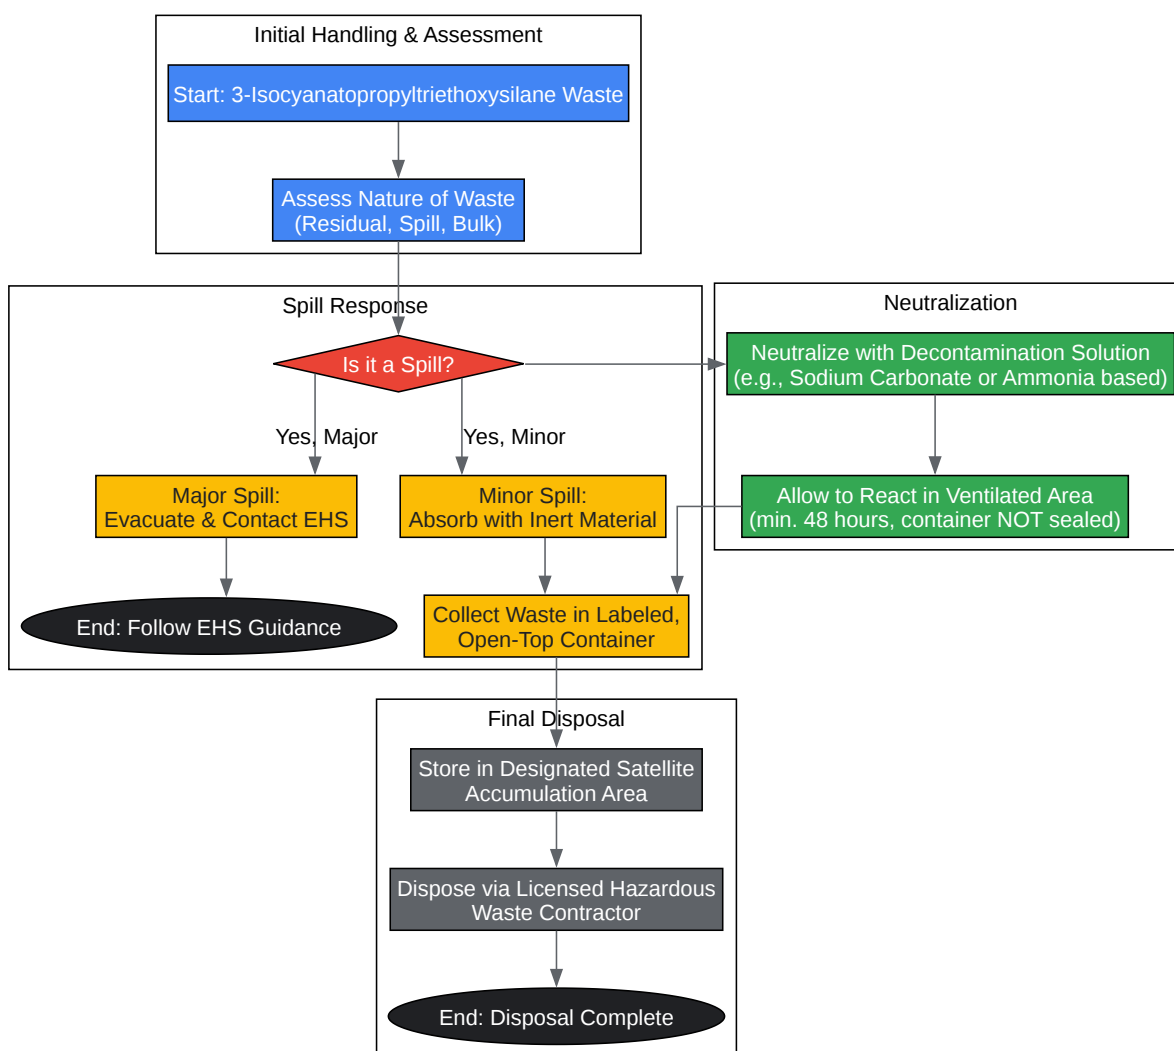 Initial Handling & Assessment
Start: 3-Isocyanatopropyltriethoxysilane Waste
Assess Nature of Waste
(Residual, Spill, Bulk)
Spill Response
Is it a Spill?
Yes, Major
Yes, Minor
Major Spill:
Evacuate & Contact EHS
Minor Spill:
Absorb with Inert Material
End: Follow EHS Guidance
Collect Waste in Labeled,
Open-Top Container
Neutralization
Neutralize with Decontamination Solution
(e.g., Sodium Carbonate or Ammonia based)
Allow to React in Ventilated Area
(min. 48 hours, container NOT sealed)
Final Disposal
Store in Designated Satellite
Accumulation Area
Dispose via Licensed Hazardous
Waste Contractor
End: Disposal Complete